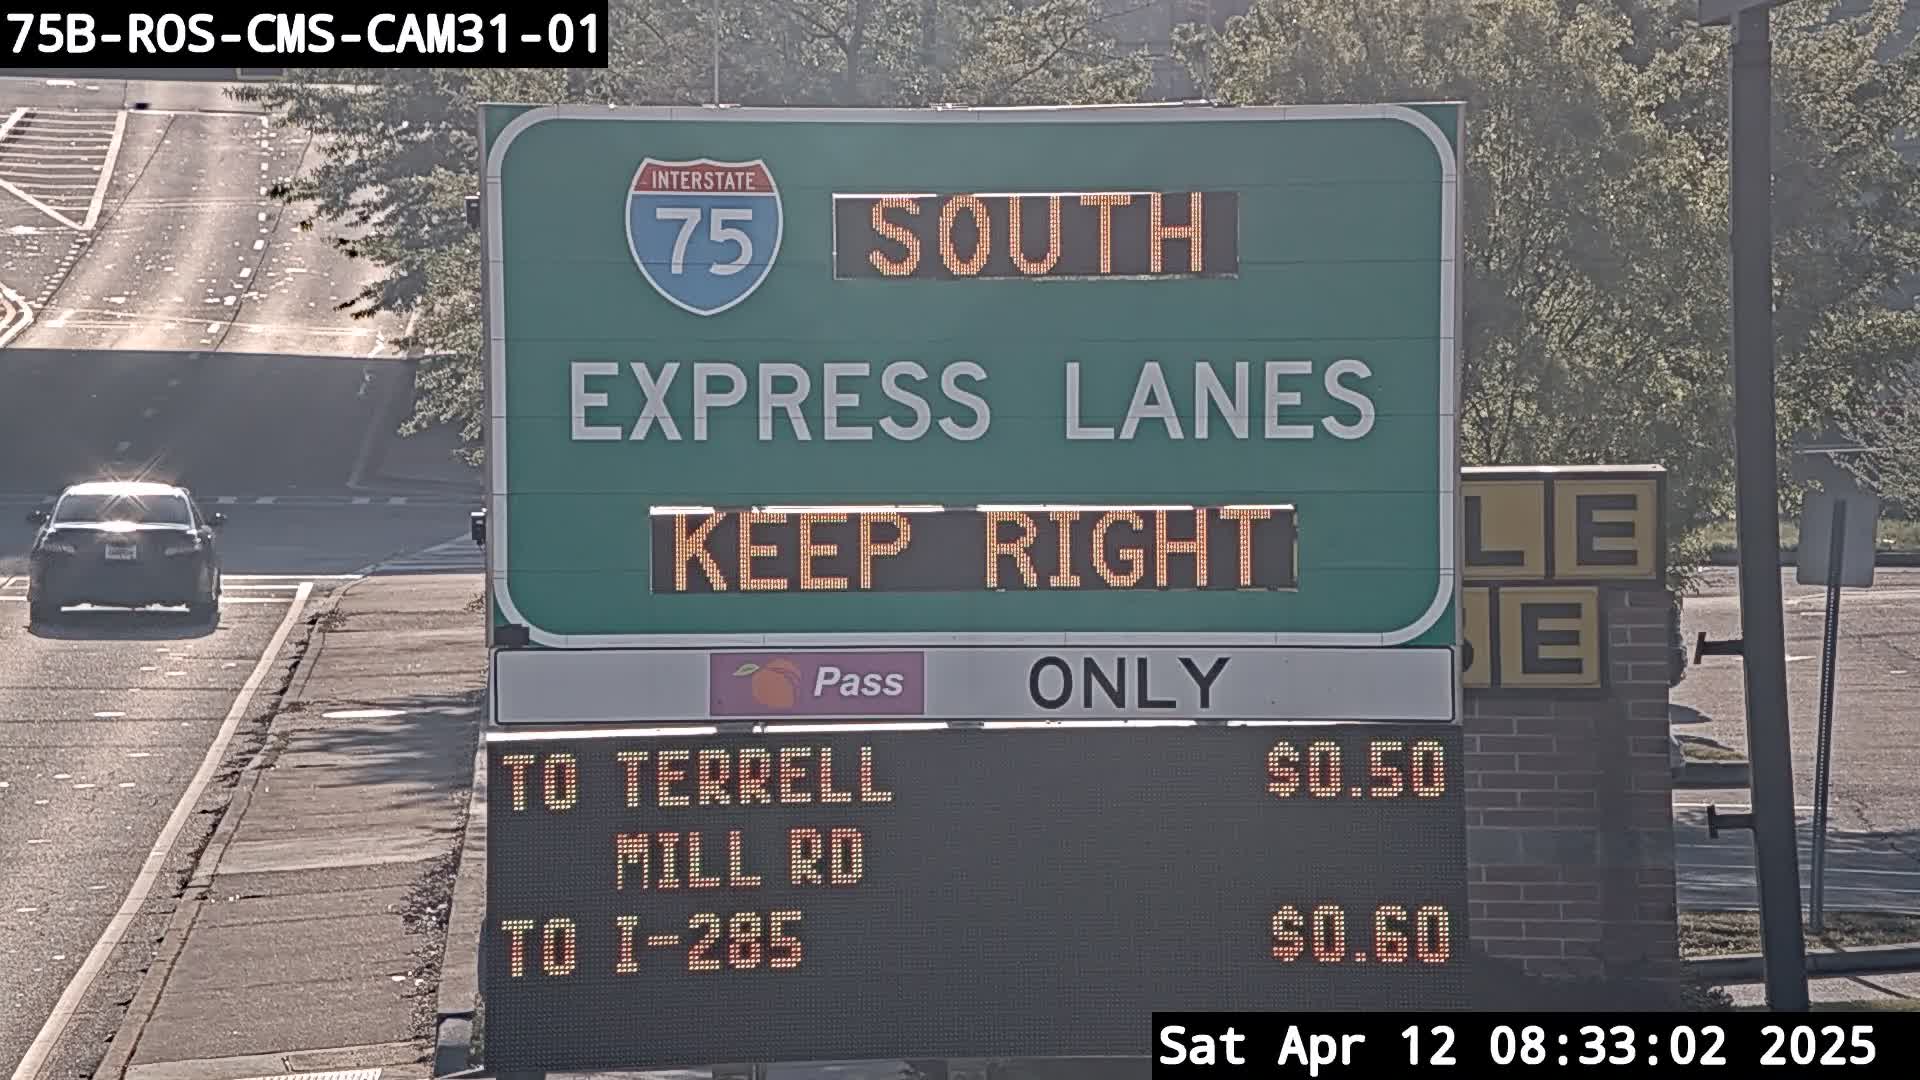 75B-ROS-CMS-CAM31-01
INTERSTATE
75
SOUTH
EXPRESS LANES
KEEP RIGHT
Pass ONLY
TO TERRELL $0.50
MILL RD
TO I-285 $0.60
LE
E
Sat Apr 12 08:33:02 2025